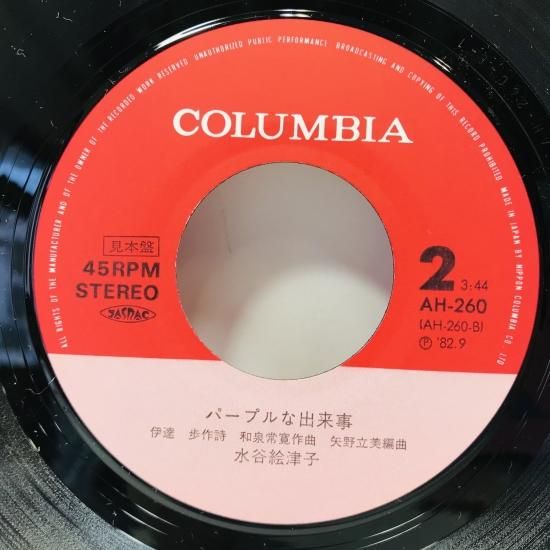 ALL RIGHTS OF THE MANUFACTURER AND OF THE OWNER OF THE RECORDED WORK RESERVED UNAUTHORIZED PUBLIC PERFORMANCE BROADCASTING AND COPYING OF THIS RECORD PROHIBITED MADE IN JAPAN BY NIPPON COLUMBIA CO. LTD
COLUMBIA
見本盤
45RPM
STEREO
JASRAC
2 3:44
AH-260
(AH-260-B)
Ⓟ '82.9
パープルな出来事
伊達 歩作詩 和泉常寛作曲 矢野立美編曲
水谷絵津子